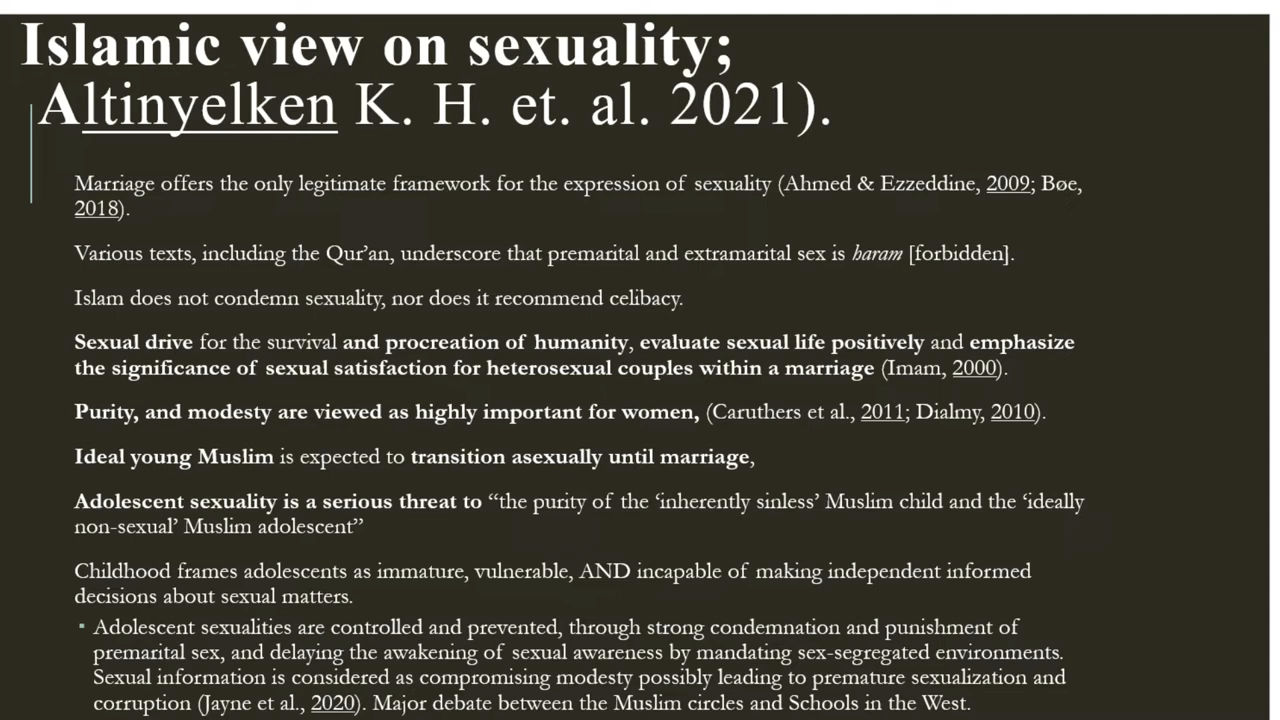 Islamic view on sexuality;
Altinyelken K. H. et. al. 2021).
Marriage offers the only legitimate framework for the expression of sexuality (Ahmed & Ezzeddine, 2009; Bøe,
2018).
Various texts, including the Qur’an, underscore that premarital and extramarital sex is haram [forbidden].
Islam does not condemn sexuality, nor does it recommend celibacy.
Sexual drive for the survival and procreation of humanity, evaluate sexual life positively and emphasize
the significance of sexual satisfaction for heterosexual couples within a marriage (Imam, 2000).
Purity, and modesty are viewed as highly important for women, (Caruthers et al., 2011; Dialmy, 2010).
Ideal young Muslim is expected to transition asexually until marriage,
Adolescent sexuality is a serious threat to “the purity of the ‘inherently sinless’ Muslim child and the ‘ideally
non-sexual’ Muslim adolescent”
Childhood frames adolescents as immature, vulnerable, AND incapable of making independent informed
decisions about sexual matters.
▪ Adolescent sexualities are controlled and prevented, through strong condemnation and punishment of
premarital sex, and delaying the awakening of sexual awareness by mandating sex-segregated environments.
Sexual information is considered as compromising modesty possibly leading to premature sexualization and
corruption (Jayne et al., 2020). Major debate between the Muslim circles and Schools in the West.